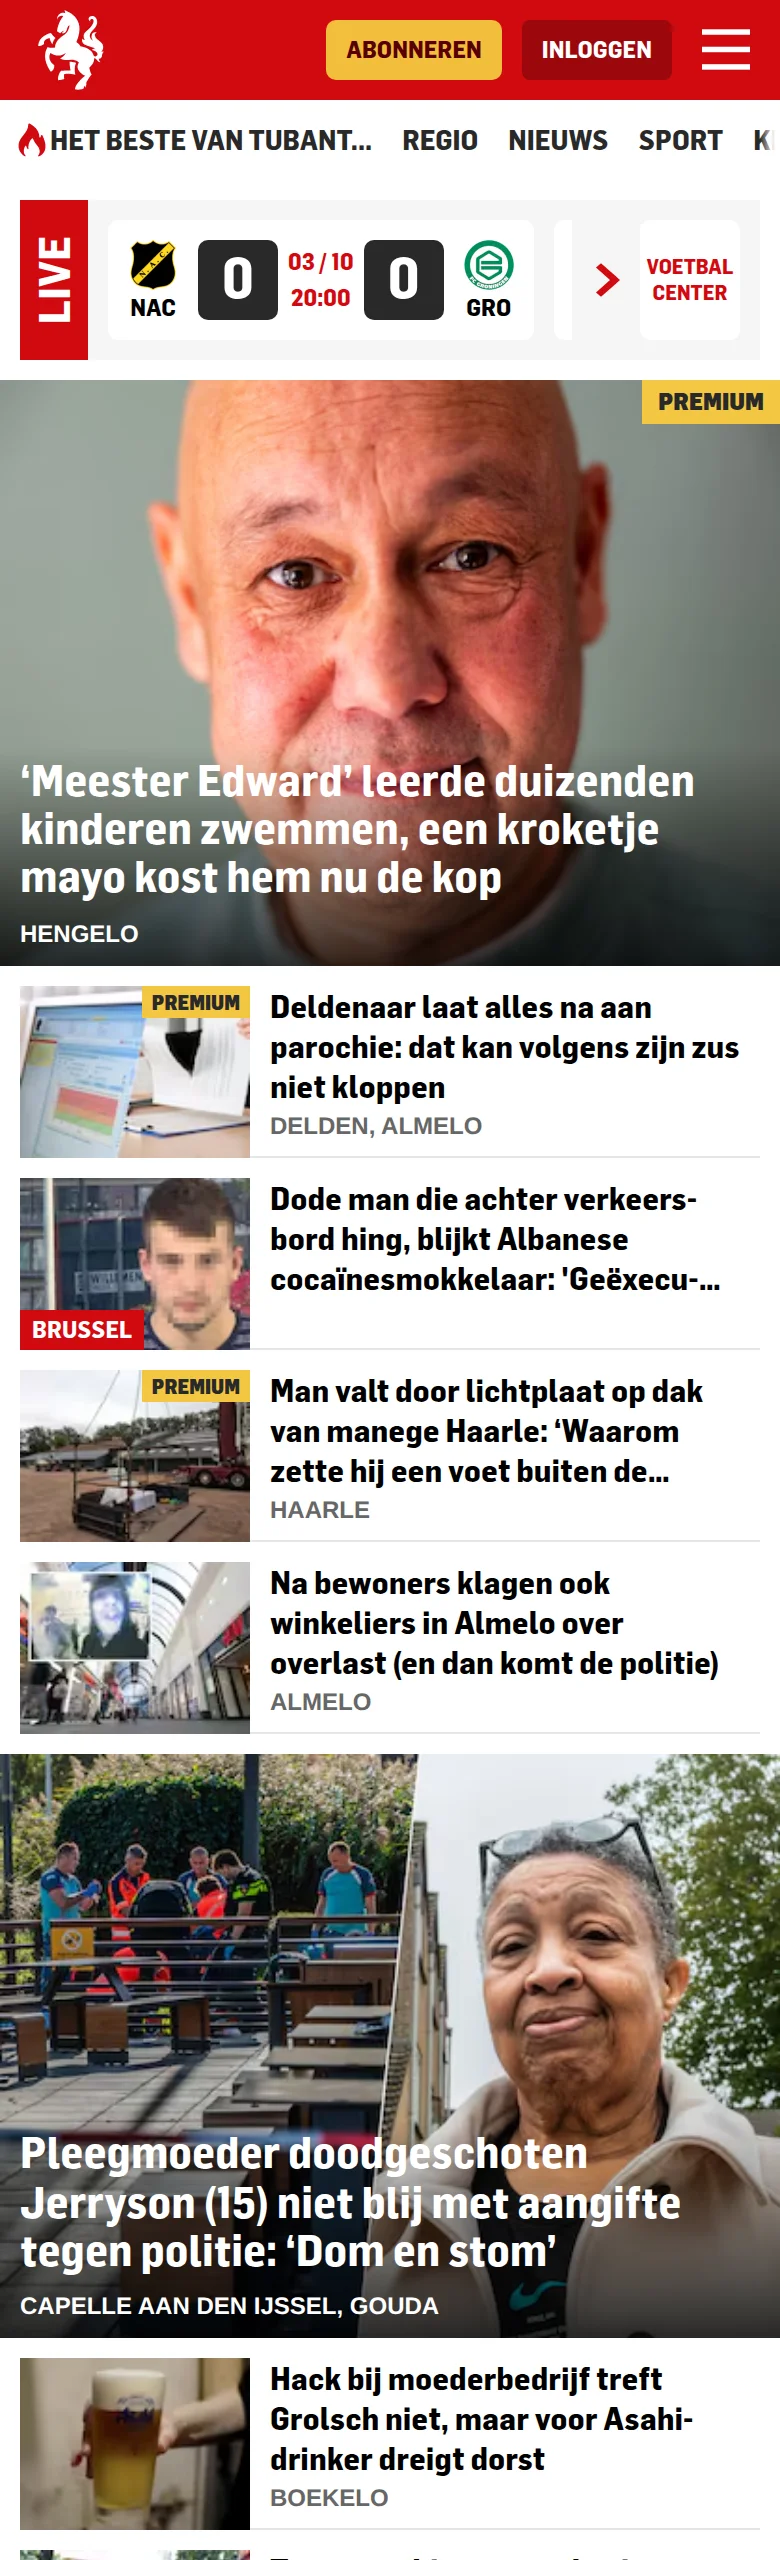 ABONNEREN
INLOGGEN
HET BESTE VAN TUBANT...
REGIO
NIEUWS
SPORT
LIVE
NAC
0
03 / 10
20:00
0
GRO
VOETBAL
CENTER
PREMIUM
‘Meester Edward’ leerde duizenden
kinderen zwemmen, een kroketje
mayo kost hem nu de kop
HENGELO
PREMIUM
Deldenaar laat alles na aan
parochie: dat kan volgens zijn zus
niet kloppen
DELDEN, ALMELO
BRUSSEL
Dode man die achter verkeers-
bord hing, blijkt Albanese
cocaïnesmokkelaar: 'Geëxecu-...
PREMIUM
Man valt door lichtplaat op dak
van manege Haarle: ‘Waarom
zette hij een voet buiten de...
HAARLE
Na bewoners klagen ook
winkeliers in Almelo over
overlast (en dan komt de politie)
ALMELO
Pleegmoeder doodgeschoten
Jerryson (15) niet blij met aangifte
tegen politie: ‘Dom en stom’
CAPELLE AAN DEN IJSSEL, GOUDA
Hack bij moederbedrijf treft
Grolsch niet, maar voor Asahi-
drinker dreigt dorst
BOEKELO